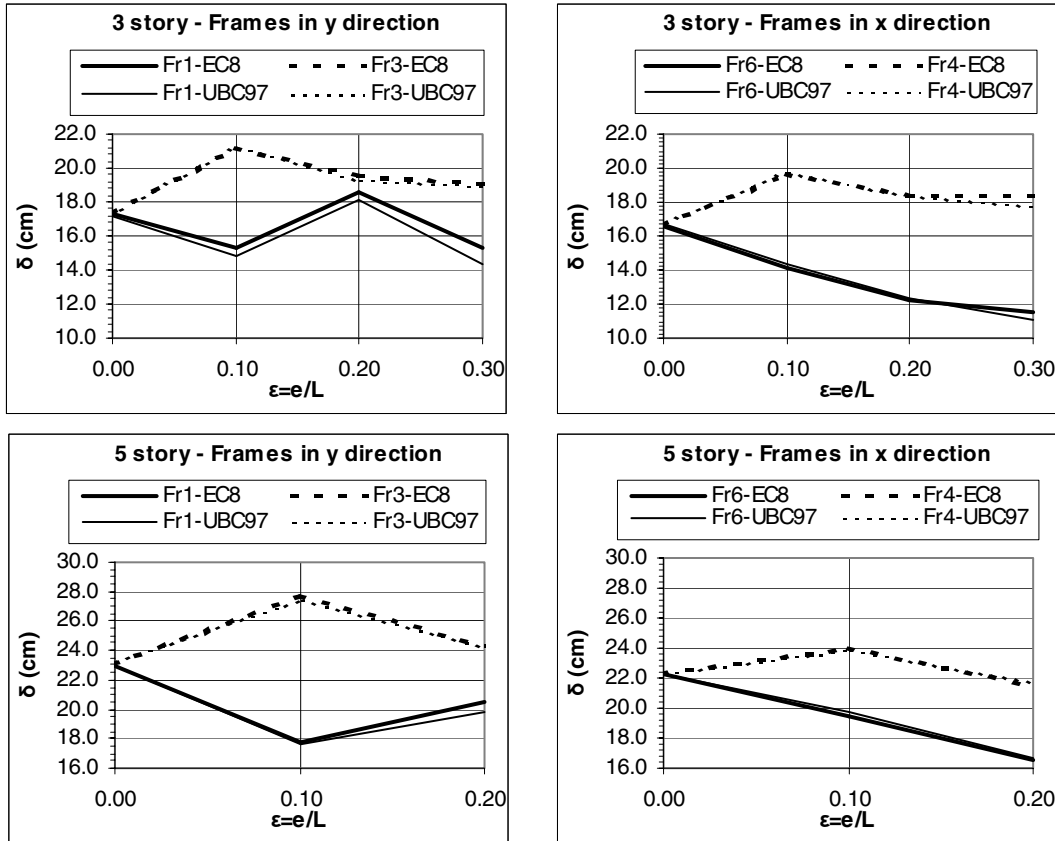 3 story - Frames in y direction
Fr1-EC8 Fr3-EC8
Fr1-UBC97 Fr3-UBC97
22.0
20.0
18.0
16.0
14.0
12.0
10.0
δ (cm)
0.00 0.10 0.20 0.30
ε=e/L
3 story - Frames in x direction
Fr6-EC8 Fr4-EC8
Fr6-UBC97 Fr4-UBC97
22.0
20.0
18.0
16.0
14.0
12.0
10.0
δ (cm)
0.00 0.10 0.20 0.30
ε=e/L
5 story - Frames in y direction
Fr1-EC8 Fr3-EC8
Fr1-UBC97 Fr3-UBC97
30.0
28.0
26.0
24.0
22.0
20.0
18.0
16.0
δ (cm)
0.00 0.10 0.20
ε=e/L
5 story - Frames in x direction
Fr6-EC8 Fr4-EC8
Fr6-UBC97 Fr4-UBC97
30.0
28.0
26.0
24.0
22.0
20.0
18.0
16.0
δ (cm)
0.00 0.10 0.20
ε=e/L